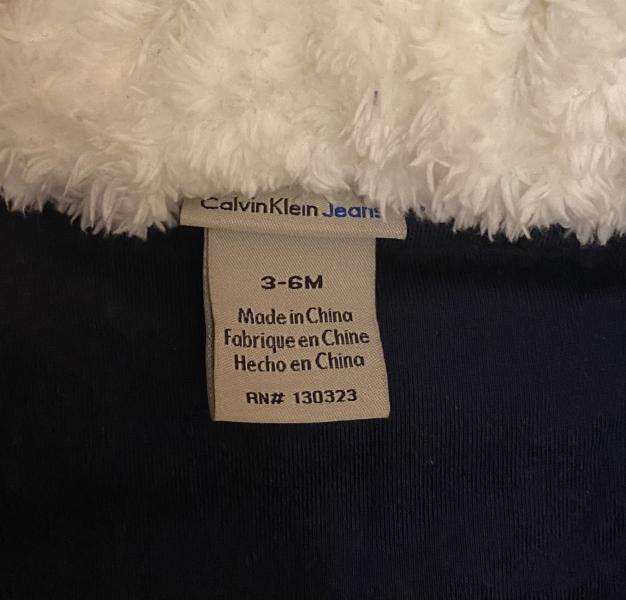 CalvinKlein Jeans
3-6M
Made in China
Fabrique en Chine
Hecho en China
RN# 130323